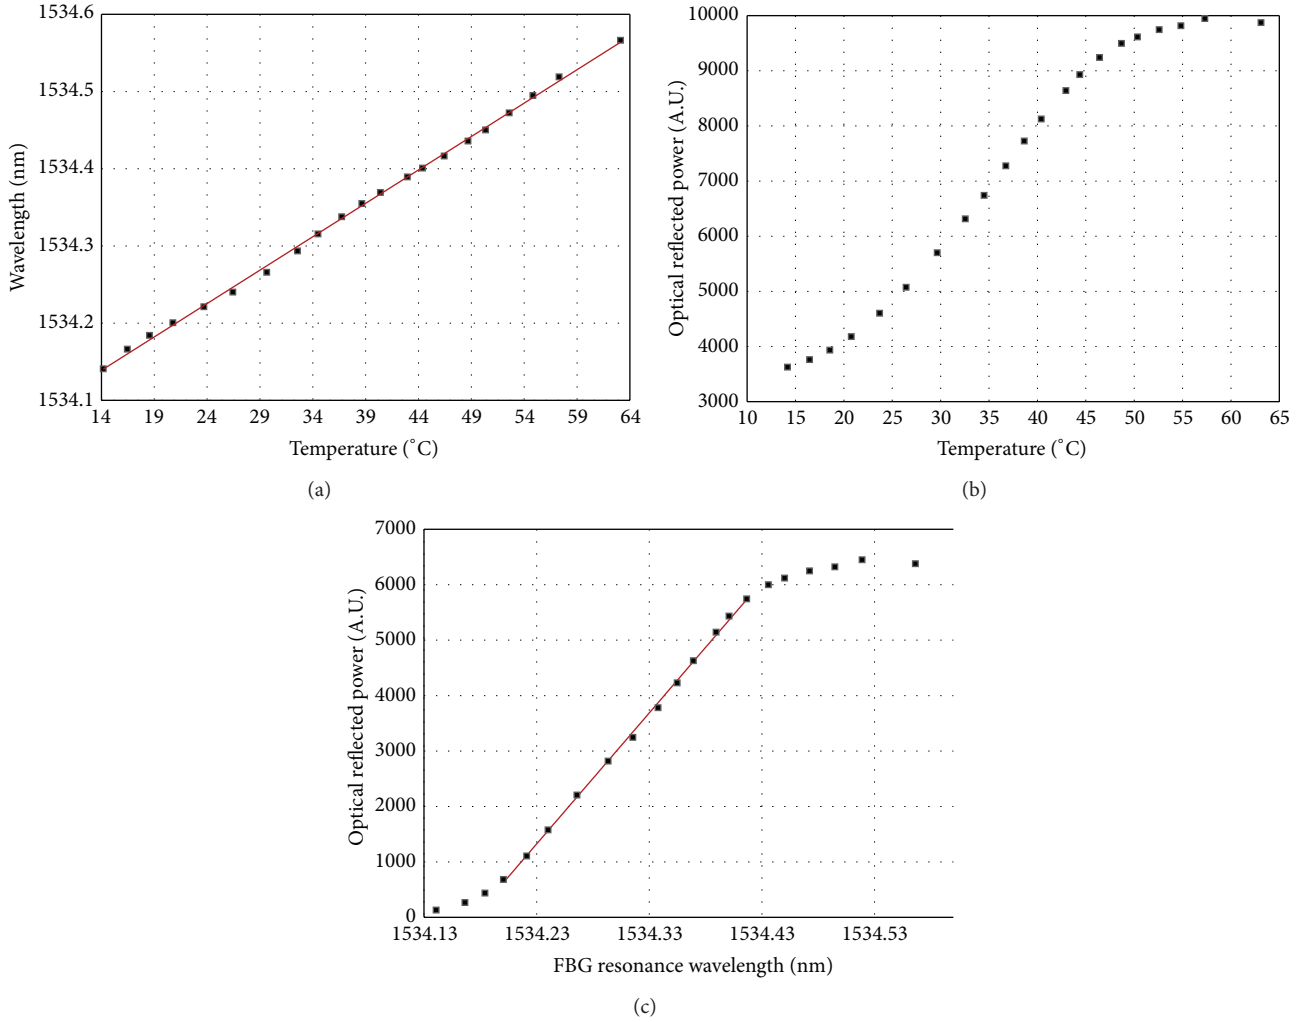 1534.6
1534.5
1534.4
1534.3
1534.2
1534.1
Wavelength (nm)
14 19 24 29 34 39 44 49 54 59 64
Temperature (˚C)
(a)
10000
9000
8000
7000
6000
5000
4000
3000
Optical reflected power (A.U.)
10 15 20 25 30 35 40 45 50 55 60 65
Temperature (˚C)
(b)
7000
6000
5000
4000
3000
2000
1000
0
Optical reflected power (A.U.)
1534.13 1534.23 1534.33 1534.43 1534.53
FBG resonance wavelength (nm)
(c)